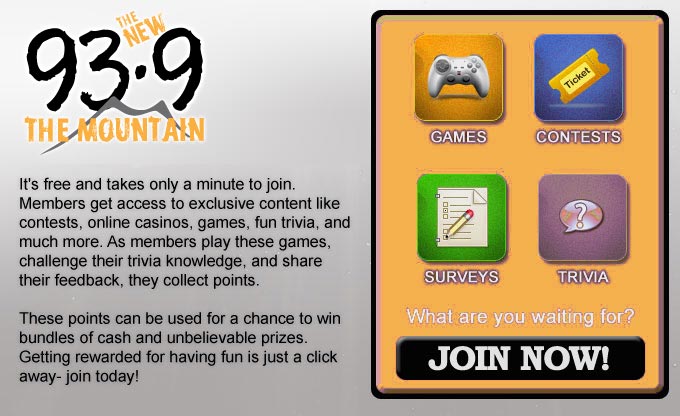 THE
NEW
93.9
THE MOUNTAIN
It's free and takes only a minute to join.
Members get access to exclusive content like
contests, online casinos, games, fun trivia, and
much more. As members play these games,
challenge their trivia knowledge, and share
their feedback, they collect points.
These points can be used for a chance to win
bundles of cash and unbelievable prizes.
Getting rewarded for having fun is just a click
away- join today!
GAMES
Ticket
CONTESTS
SURVEYS
?
TRIVIA
What are you waiting for?
JOIN NOW!